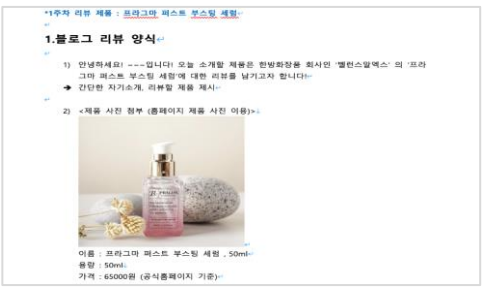 *1주차 리뷰 제품 : 프라그마 퍼스트 부스팅 세럼
1.블로그 리뷰 양식
1) 안녕하세요! ~~~입니다! 오늘 소개할 제품은 한방화장품 회사인 '벨런스알엑스' 의 '프라
그마 퍼스트 부스팅 세럼'에 대한 리뷰를 남기고자 합니다!
➔ 간단한 자기소개, 리뷰할 제품 제시
2) <제품 사진 첨부 (홈페이지 제품 사진 이용)>
이름 : 프라그마 퍼스트 부스팅 세럼 , 50ml
용량 : 50ml
가격 : 65000원 (공식홈페이지 기준)